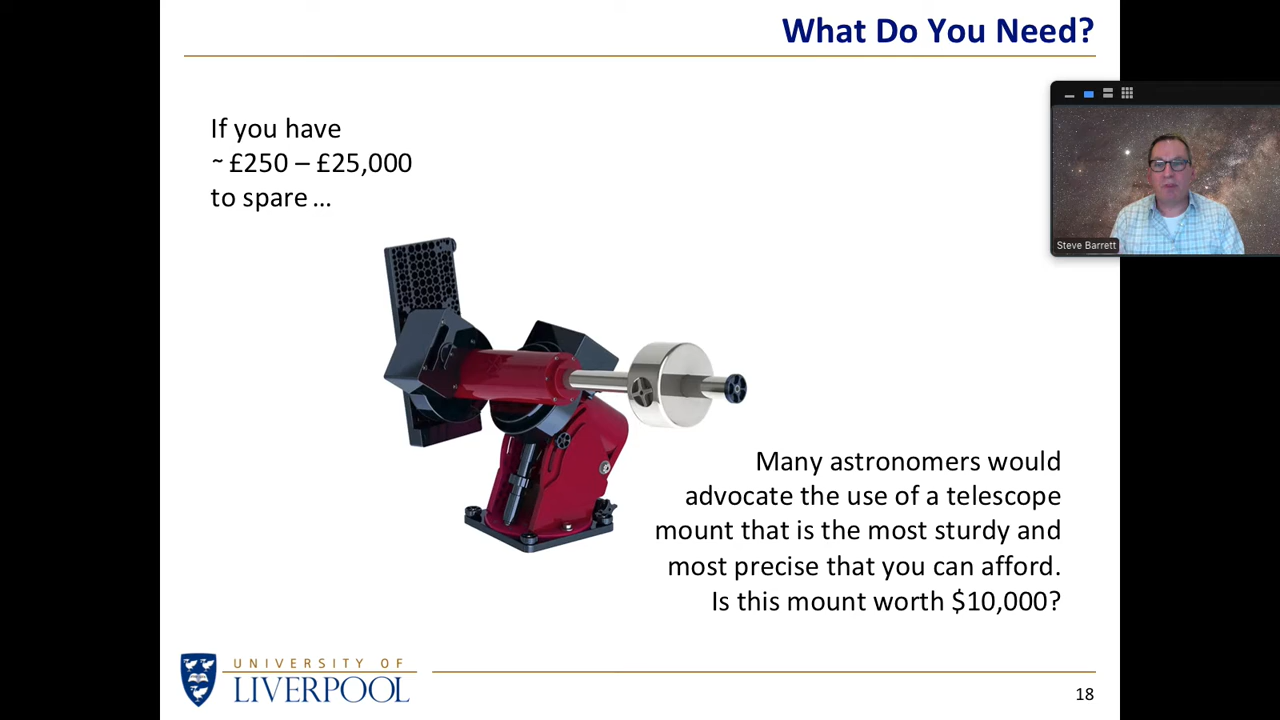 What Do You Need?
If you have
~ £250 – £25,000
to spare ...
Steve Barrett
Many astronomers would
advocate the use of a telescope
mount that is the most sturdy and
most precise that you can afford.
Is this mount worth $10,000?
UNIVERSITY OF
LIVERPOOL
18